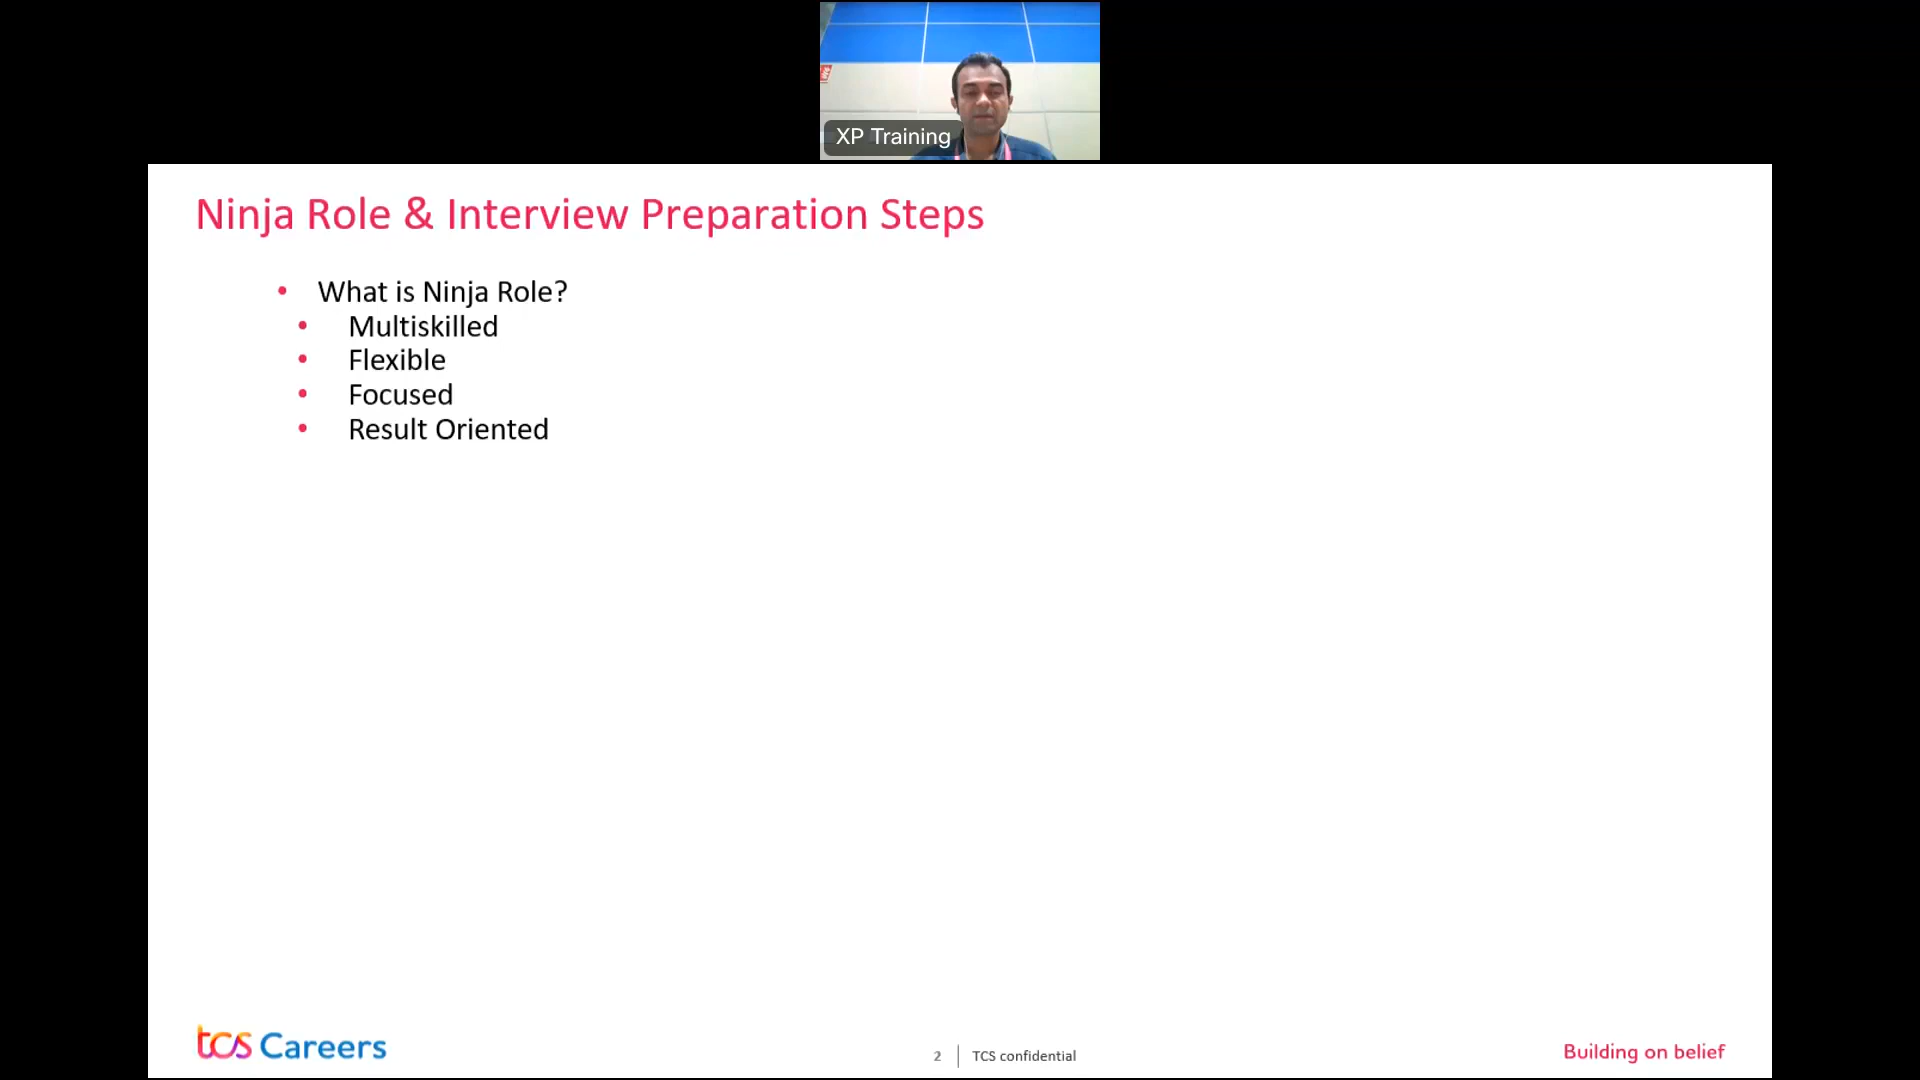 XP Training
Ninja Role & Interview Preparation Steps
• What is Ninja Role?
• Multiskilled
• Flexible
• Focused
• Result Oriented
tcs Careers
2 | TCS confidential
Building on belief